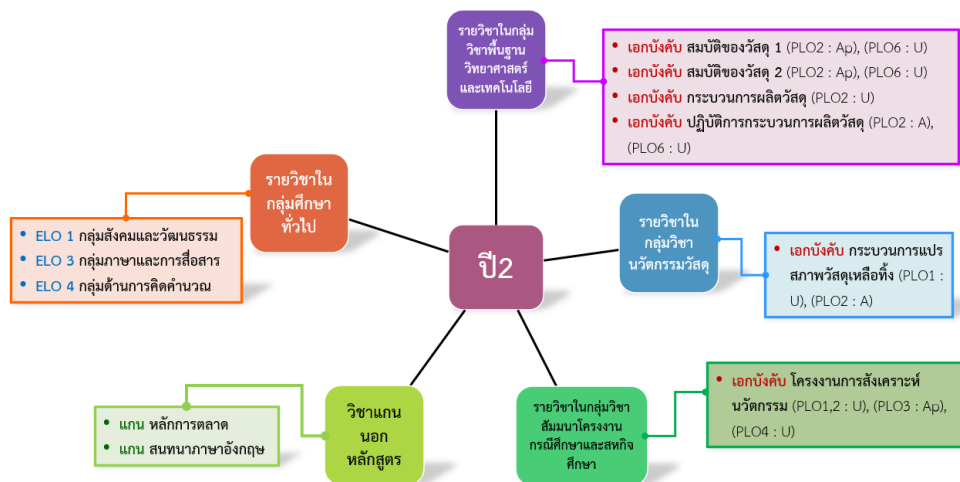 รายวิชาในกลุ่ม
วิชาพื้นฐาน
วิทยาศาสตร์
และเทคโนโลยี
• เอกบังคับ สมบัติของวัสดุ 1 (PLO2 : Ap), (PLO6 : U)
• เอกบังคับ สมบัติของวัสดุ 2 (PLO2 : Ap), (PLO6 : U)
• เอกบังคับ กระบวนการผลิตวัสดุ (PLO2 : U)
• เอกบังคับ ปฏิบัติการกระบวนการผลิตวัสดุ (PLO2 : A),
(PLO6 : U)
รายวิชาใน
กลุ่มศึกษา
ทั่วไป
• ELO 1 กลุ่มสังคมและวัฒนธรรม
• ELO 3 กลุ่มภาษาและการสื่อสาร
• ELO 4 กลุ่มด้านการคิดคำนวณ
ปี2
รายวิชาใน
กลุ่มวิชา
นวัตกรรมวัสดุ
• เอกบังคับ กระบวนการแปร
สภาพวัสดุเหลือทิ้ง (PLO1 :
U), (PLO2 : A)
วิชาแกน
นอก
หลักสูตร
• แกน หลักการตลาด
• แกน สนทนาภาษาอังกฤษ
รายวิชาในกลุ่มวิชา
สัมมนาโครงงาน
กรณีศึกษาและสหกิจ
ศึกษา
• เอกบังคับ โครงงานการสังเคราะห์
นวัตกรรม (PLO1,2 : U), (PLO3 : Ap),
(PLO4 : U)